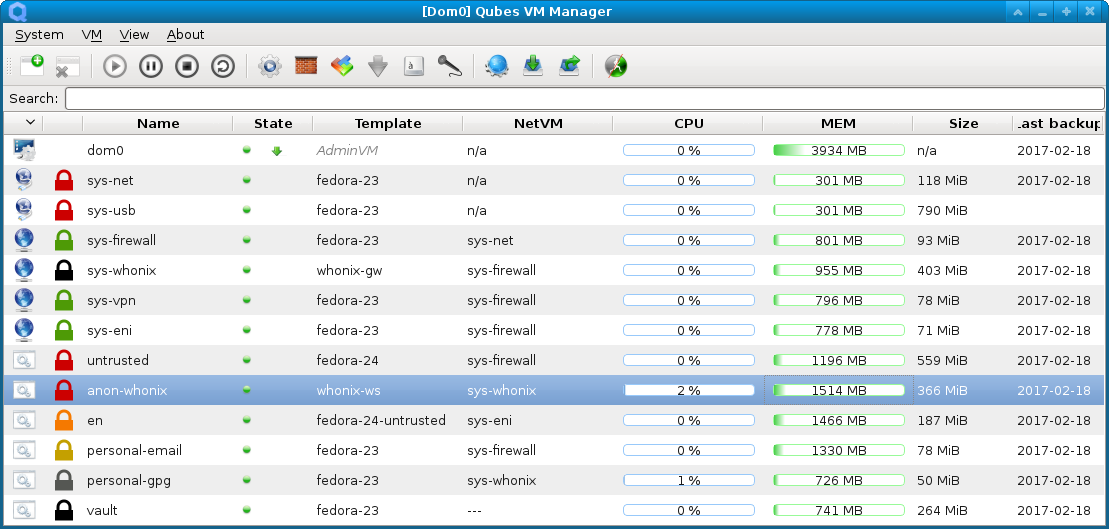 [Dom0] Qubes VM Manager
System VM View About
Search:
Name State Template NetVM CPU MEM Size Last backup
dom0 AdminVM n/a 0 % 3934 MB n/a 2017-02-18
sys-net fedora-23 n/a 0 % 301 MB 118 MiB 2017-02-18
sys-usb fedora-23 n/a 0 % 301 MB 790 MiB
sys-firewall fedora-23 sys-net 0 % 801 MB 93 MiB 2017-02-18
sys-whonix whonix-gw sys-firewall 0 % 955 MB 403 MiB 2017-02-18
sys-vpn fedora-23 sys-firewall 0 % 796 MB 78 MiB 2017-02-18
sys-eni fedora-23 sys-firewall 0 % 778 MB 71 MiB 2017-02-18
untrusted fedora-24 sys-firewall 0 % 1196 MB 559 MiB 2017-02-18
anon-whonix whonix-ws sys-whonix 2 % 1514 MB 366 MiB 2017-02-18
en fedora-24-untrusted sys-eni 0 % 1466 MB 187 MiB 2017-02-18
personal-email fedora-23 sys-firewall 0 % 1330 MB 78 MiB 2017-02-18
personal-gpg fedora-23 sys-whonix 1 % 726 MB 50 MiB 2017-02-18
vault fedora-23 --- 0 % 741 MB 264 MiB 2017-02-18